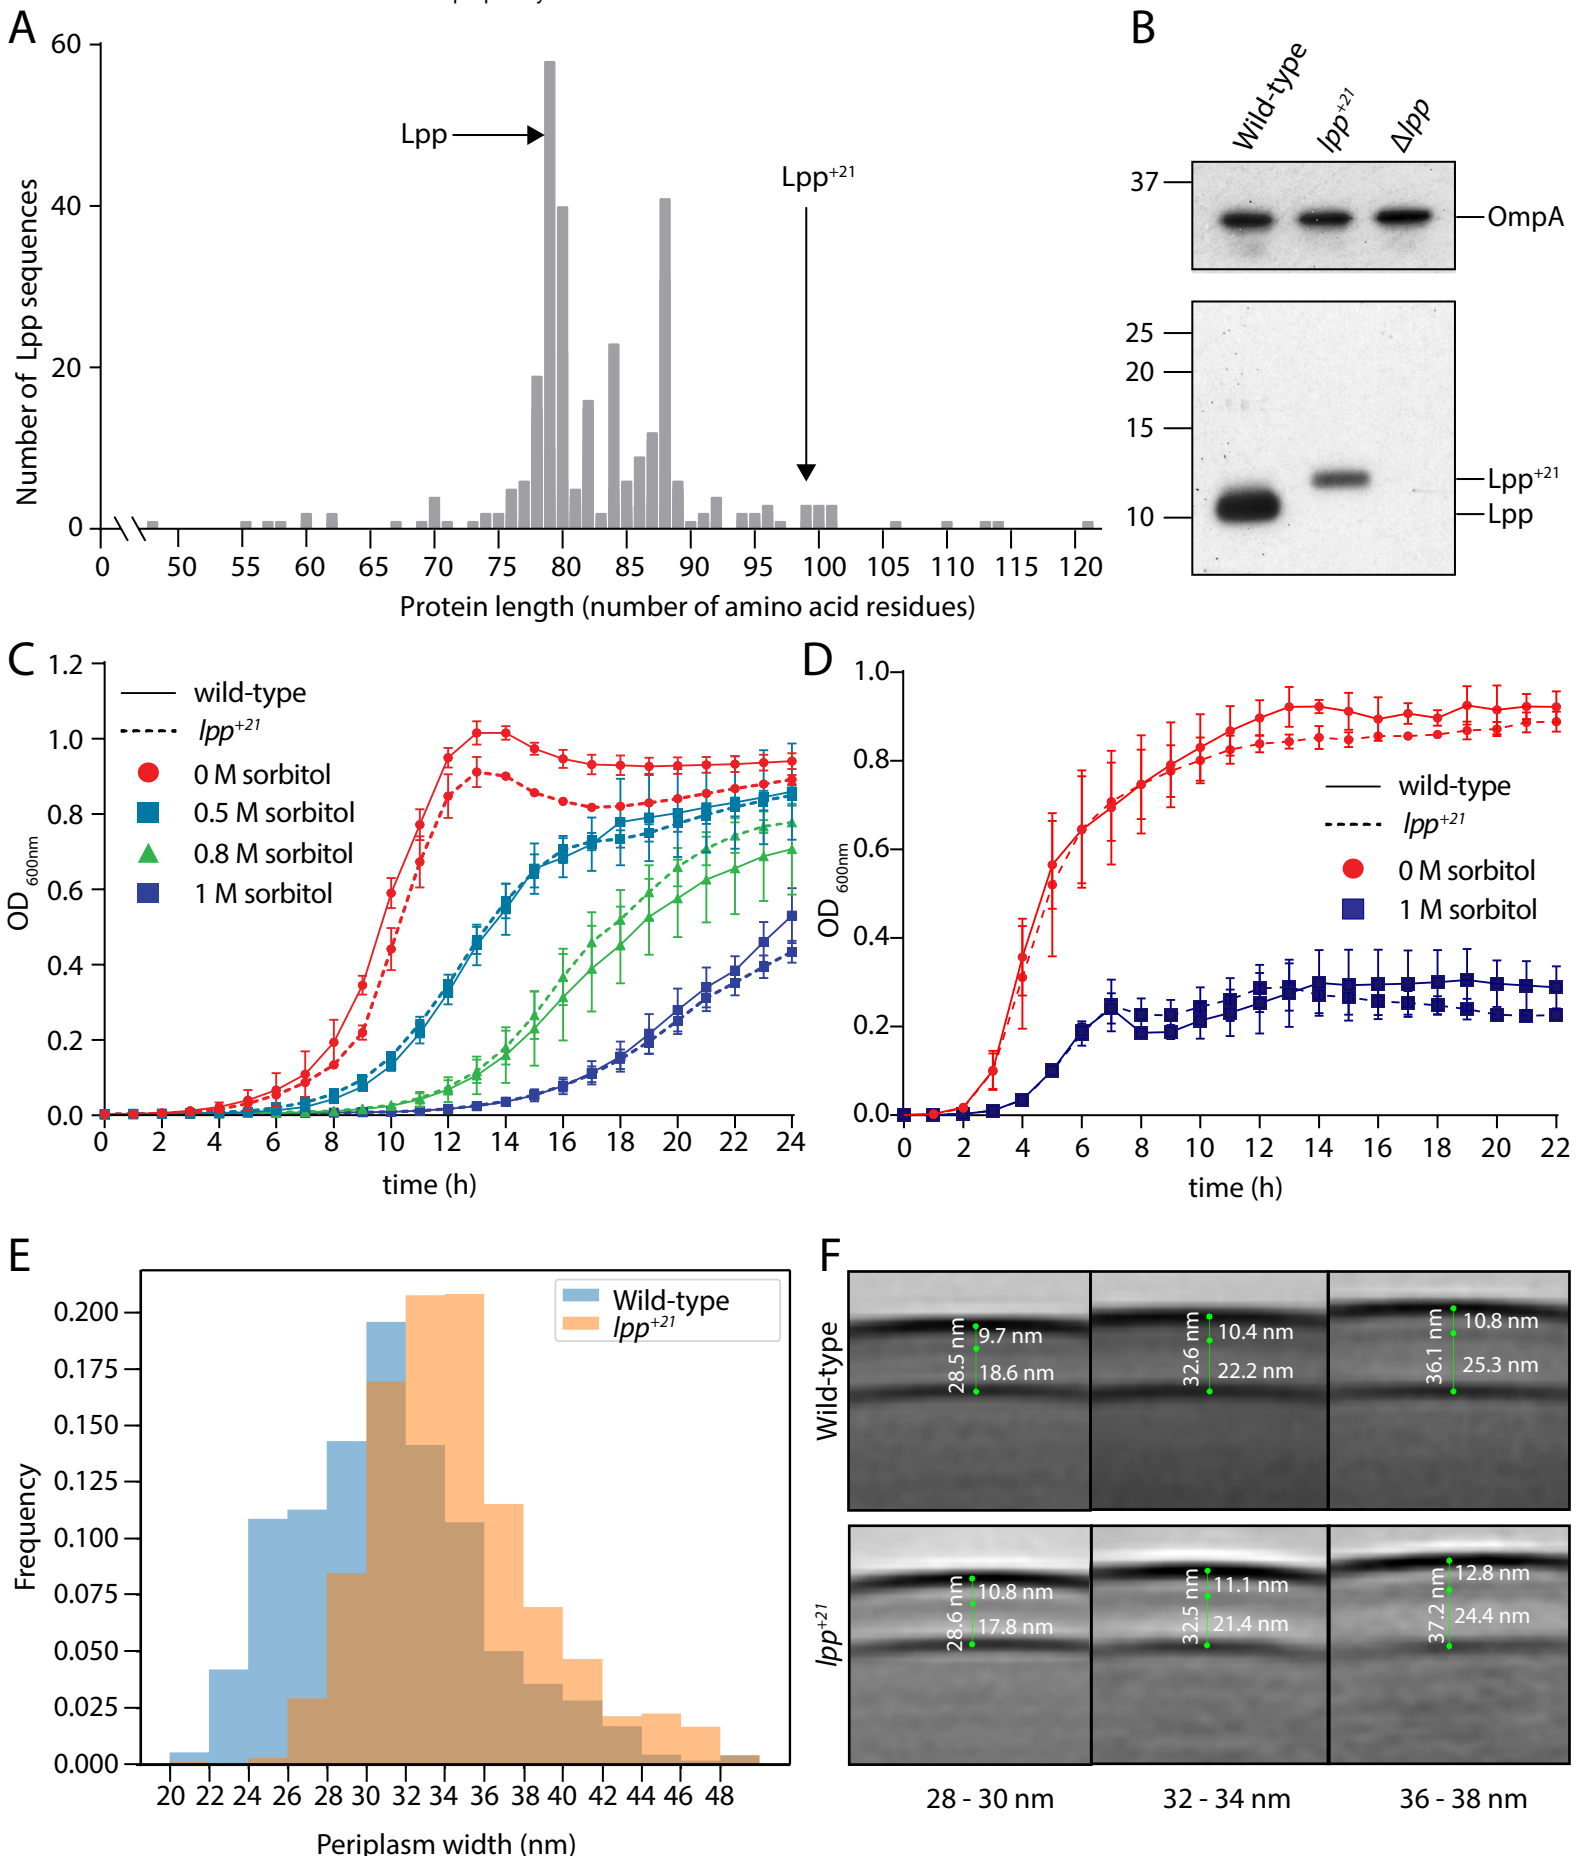 A
60
40
20
0
Number of Lpp sequences
Lpp
Lpp+21
0 50 55 60 65 70 75 80 85 90 95 100 105 110 115 120
Protein length (number of amino acid residues)
B
Wild-type
lpp+21
Δlpp
37
OmpA
25
20
15
10
Lpp+21
Lpp
C
1.2
1.0
0.8
0.6
0.4
0.2
0.0
OD 600nm
wild-type
lpp+21
0 M sorbitol
0.5 M sorbitol
0.8 M sorbitol
1 M sorbitol
0 2 4 6 8 10 12 14 16 18 20 22 24
time (h)
D
1.0
0.8
0.6
0.4
0.2
0.0
OD 600nm
wild-type
lpp+21
0 M sorbitol
1 M sorbitol
0 2 4 6 8 10 12 14 16 18 20 22
time (h)
E
0.200
0.175
0.150
0.125
0.100
0.075
0.050
0.025
0.000
Frequency
Wild-type
lpp+21
20 22 24 26 28 30 32 34 36 38 40 42 44 46 48
Periplasm width (nm)
F
Wild-type
28.5 nm
9.7 nm
18.6 nm
32.6 nm
10.4 nm
22.2 nm
36.1 nm
10.8 nm
25.3 nm
lpp+21
28.6 nm
10.8 nm
17.8 nm
32.5 nm
11.1 nm
21.4 nm
37.2 nm
12.8 nm
24.4 nm
28 - 30 nm
32 - 34 nm
36 - 38 nm